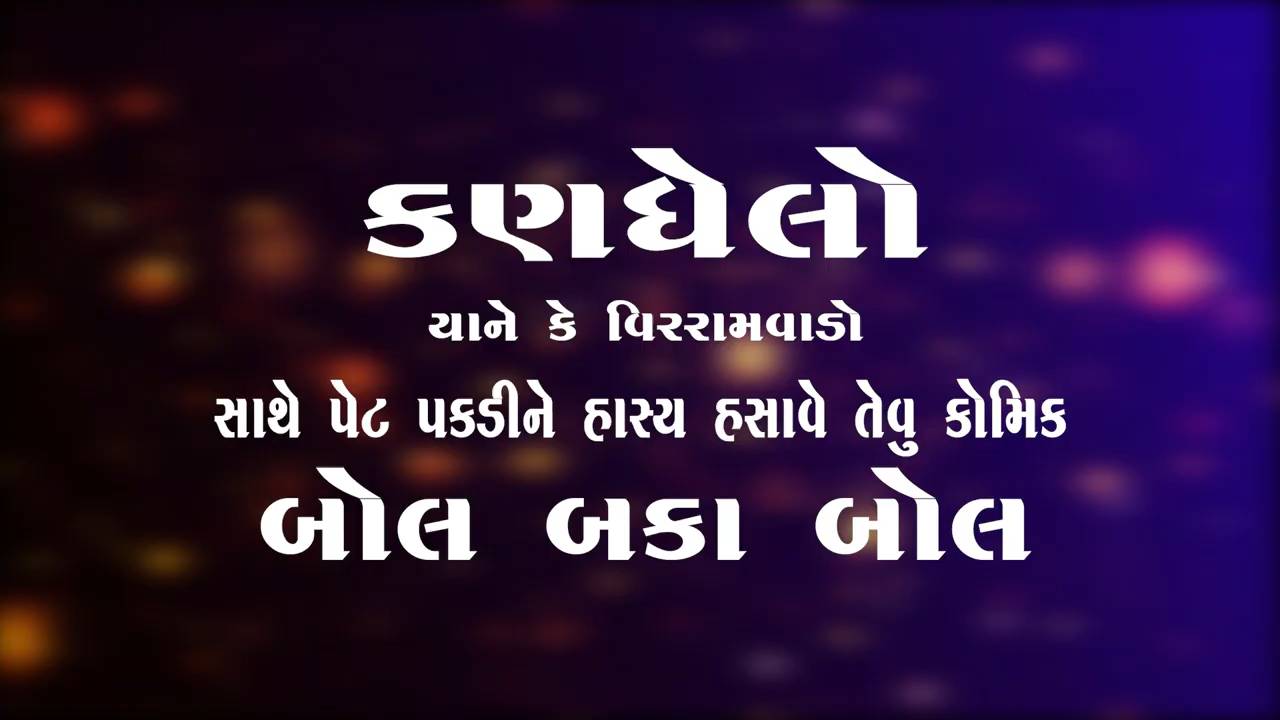 કણઘેલો
યાને કે વિરરામવાડો
સાથે પેટ પકડીને હાસ્ય હસાવે તેવુ કોમિક
બોલ બકા બોલ